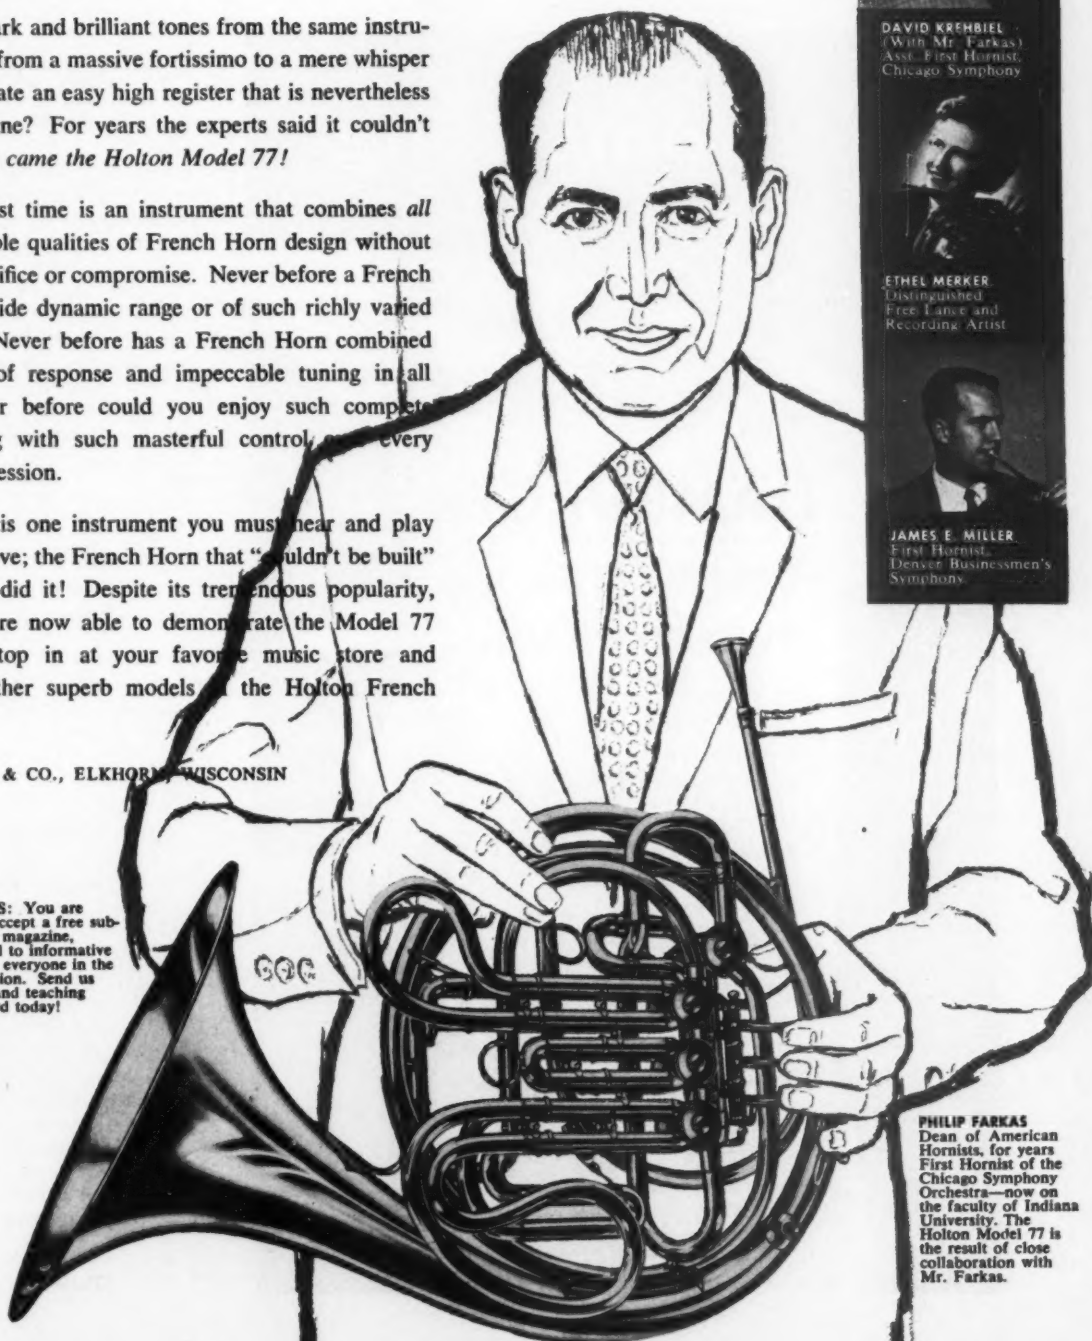 rk and brilliant tones from the same instru-
from a massive fortissimo to a mere whisper
ate an easy high register that is nevertheless
ne? For years the experts said it couldn't
came the Holton Model 77!
st time is an instrument that combines all
ole qualities of French Horn design without
ifice or compromise. Never before a French
ide dynamic range or of such richly varied
Never before has a French Horn combined
of response and impeccable tuning in all
r before could you enjoy such complete
with such masterful control every
ession.
is one instrument you must hear and play
ve; the French Horn that "couldn't be built"
did it! Despite its tremendous popularity,
re now able to demonstrate the Model 77
top in at your favorite music store and
ther superb models the Holton French
& CO., ELKHORN, WISCONSIN
S: You are
ccept a free sub-
magazine,
l to informative
everyone in the
ion. Send us
nd teaching
d today!
DAVID KREHBIEL
(With Mr. Farkas)
Asst. First Hornist,
Chicago Symphony
ETHEL MERKER
Distinguished
Free Lance and
Recording Artist
JAMES E. MILLER
First Hornist,
Denver Businessmen's
Symphony
PHILIP FARKAS
Dean of American
Hornists, for years
First Hornist of the
Chicago Symphony
Orchestra—now on
the faculty of Indiana
University. The
Holton Model 77 is
the result of close
collaboration with
Mr. Farkas.